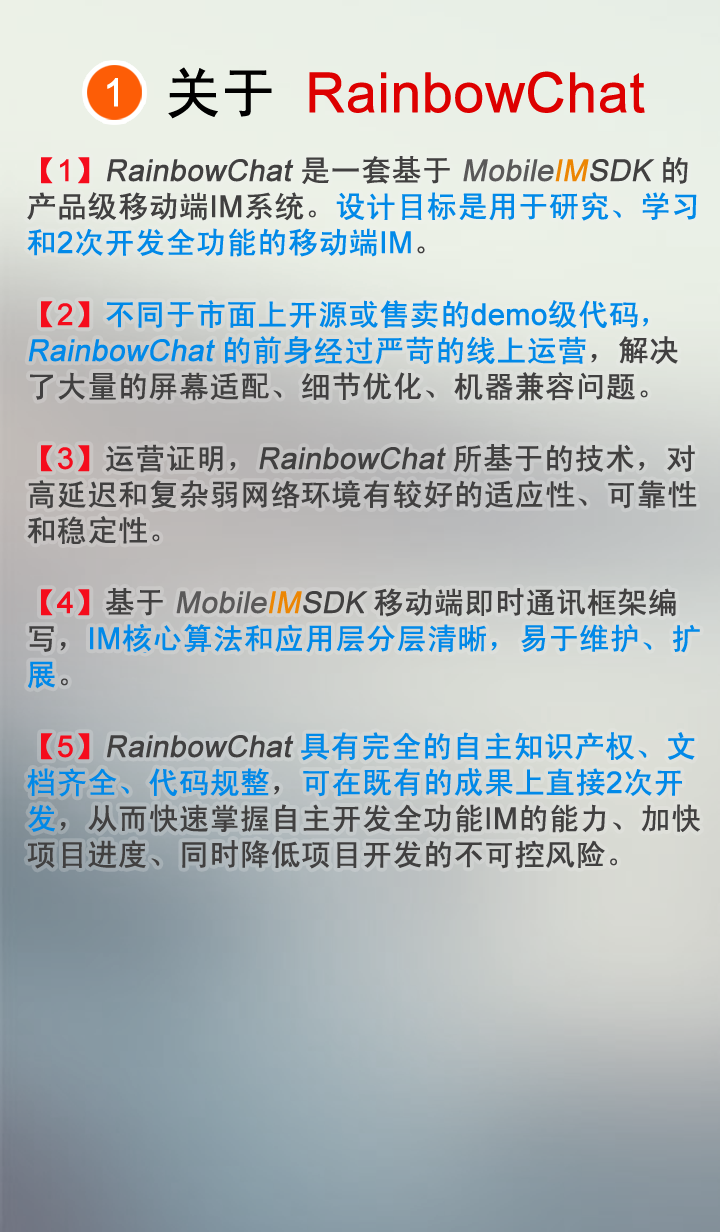 1 关于 RainbowChat
【1】RainbowChat 是一套基于 MobileIMSDK 的
产品级移动端IM系统。设计目标是用于研究、学习
和2次开发全功能的移动端IM。
【2】不同于市面上开源或售卖的demo级代码，
RainbowChat 的前身经过严苛的线上运营，解决
了大量的屏幕适配、细节优化、机器兼容问题。
【3】运营证明，RainbowChat 所基于的技术，对
高延迟和复杂弱网络环境有较好的适应性、可靠性
和稳定性。
【4】基于 MobileIMSDK 移动端即时通讯框架编
写，IM核心算法和应用层分层清晰，易于维护、扩
展。
【5】RainbowChat 具有完全的自主知识产权、文
档齐全、代码规整，可在既有的成果上直接2次开
发，从而快速掌握自主开发全功能IM的能力、加快
项目进度、同时降低项目开发的不可控风险。